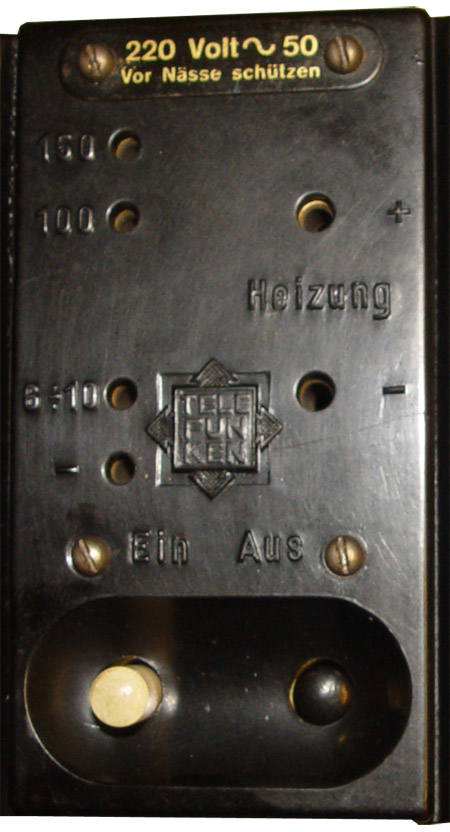 220 Volt ∿ 50
Vor Nässe schützen
150
100
+
Heizung
6÷10
-
TELE
FUN
KEN
-
Ein Aus